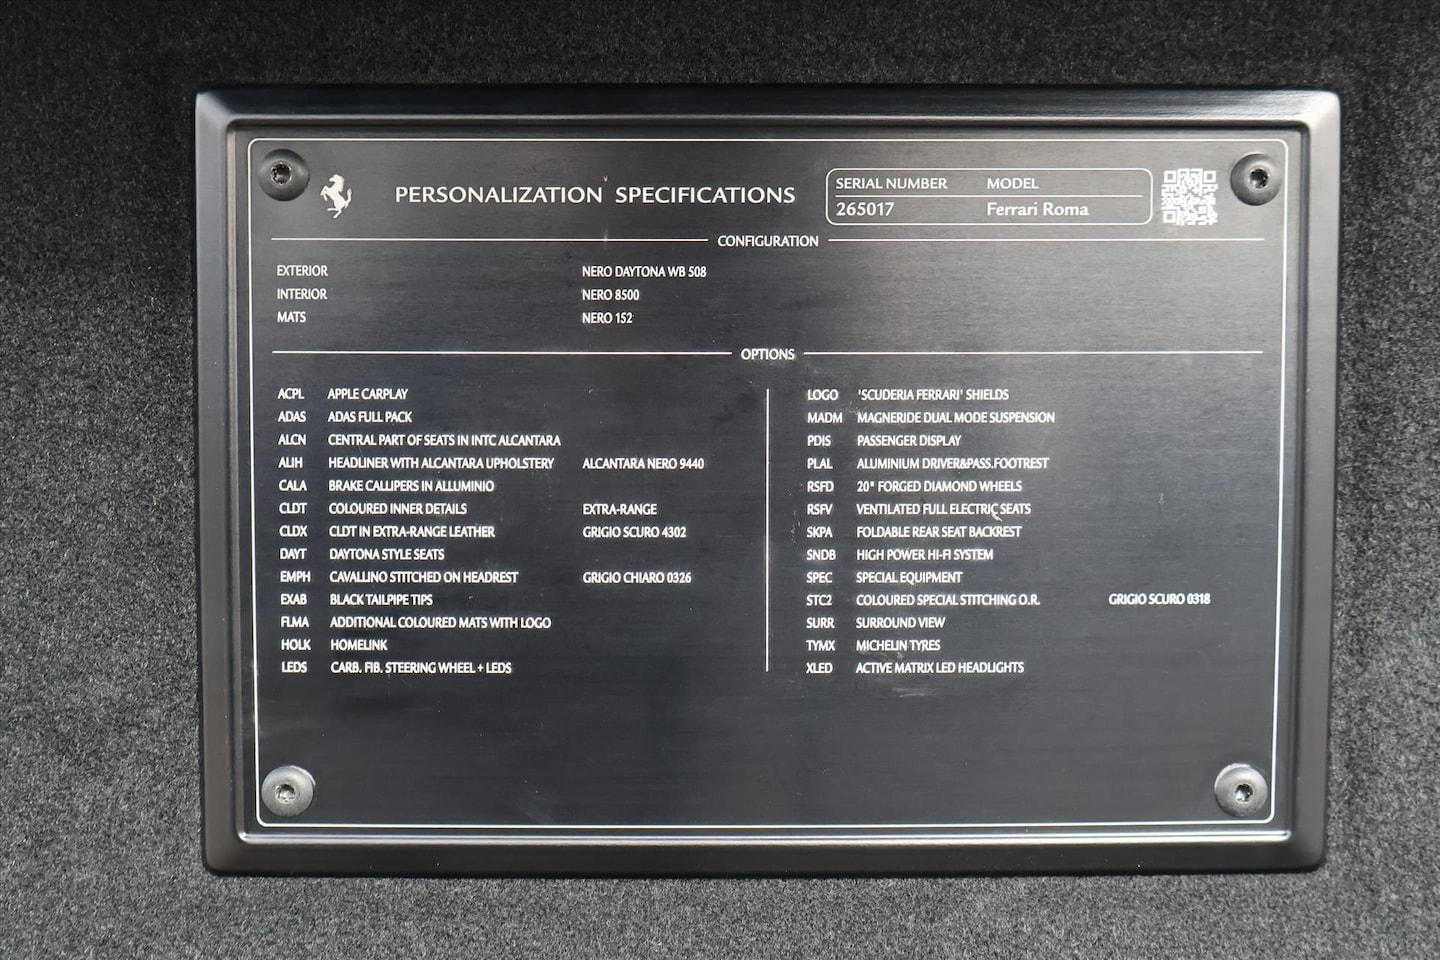 PERSONALIZATION SPECIFICATIONS
SERIAL NUMBER MODEL
265017 Ferrari Roma
CONFIGURATION
EXTERIOR NERO DAYTONA WB 508
INTERIOR NERO 8500
MATS NERO 152
OPTIONS
ACPL APPLE CARPLAY
ADAS ADAS FULL PACK
ALCN CENTRAL PART OF SEATS IN INTC ALCANTARA
ALIH HEADLINER WITH ALCANTARA UPHOLSTERY ALCANTARA NERO 9440
CALA BRAKE CALLIPERS IN ALLUMINIO
CLDT COLOURED INNER DETAILS EXTRA-RANGE
CLDX CLDT IN EXTRA-RANGE LEATHER GRIGIO SCURO 4302
DAYT DAYTONA STYLE SEATS
EMPH CAVALLINO STITCHED ON HEADREST GRIGIO CHIARO 0326
EXAB BLACK TAILPIPE TIPS
FLMA ADDITIONAL COLOURED MATS WITH LOGO
HOLK HOMELINK
LEDS CARB. FIB. STEERING WHEEL + LEDS
LOGO 'SCUDERIA FERRARI' SHIELDS
MADM MAGNERIDE DUAL MODE SUSPENSION
PDIS PASSENGER DISPLAY
PLAL ALUMINIUM DRIVER&PASS.FOOTREST
RSFD 20" FORGED DIAMOND WHEELS
RSFV VENTILATED FULL ELECTRIC SEATS
SKPA FOLDABLE REAR SEAT BACKREST
SNDB HIGH POWER HI-FI SYSTEM
SPEC SPECIAL EQUIPMENT
STC2 COLOURED SPECIAL STITCHING O.R. GRIGIO SCURO 0318
SURR SURROUND VIEW
TYMX MICHELIN TYRES
XLED ACTIVE MATRIX LED HEADLIGHTS